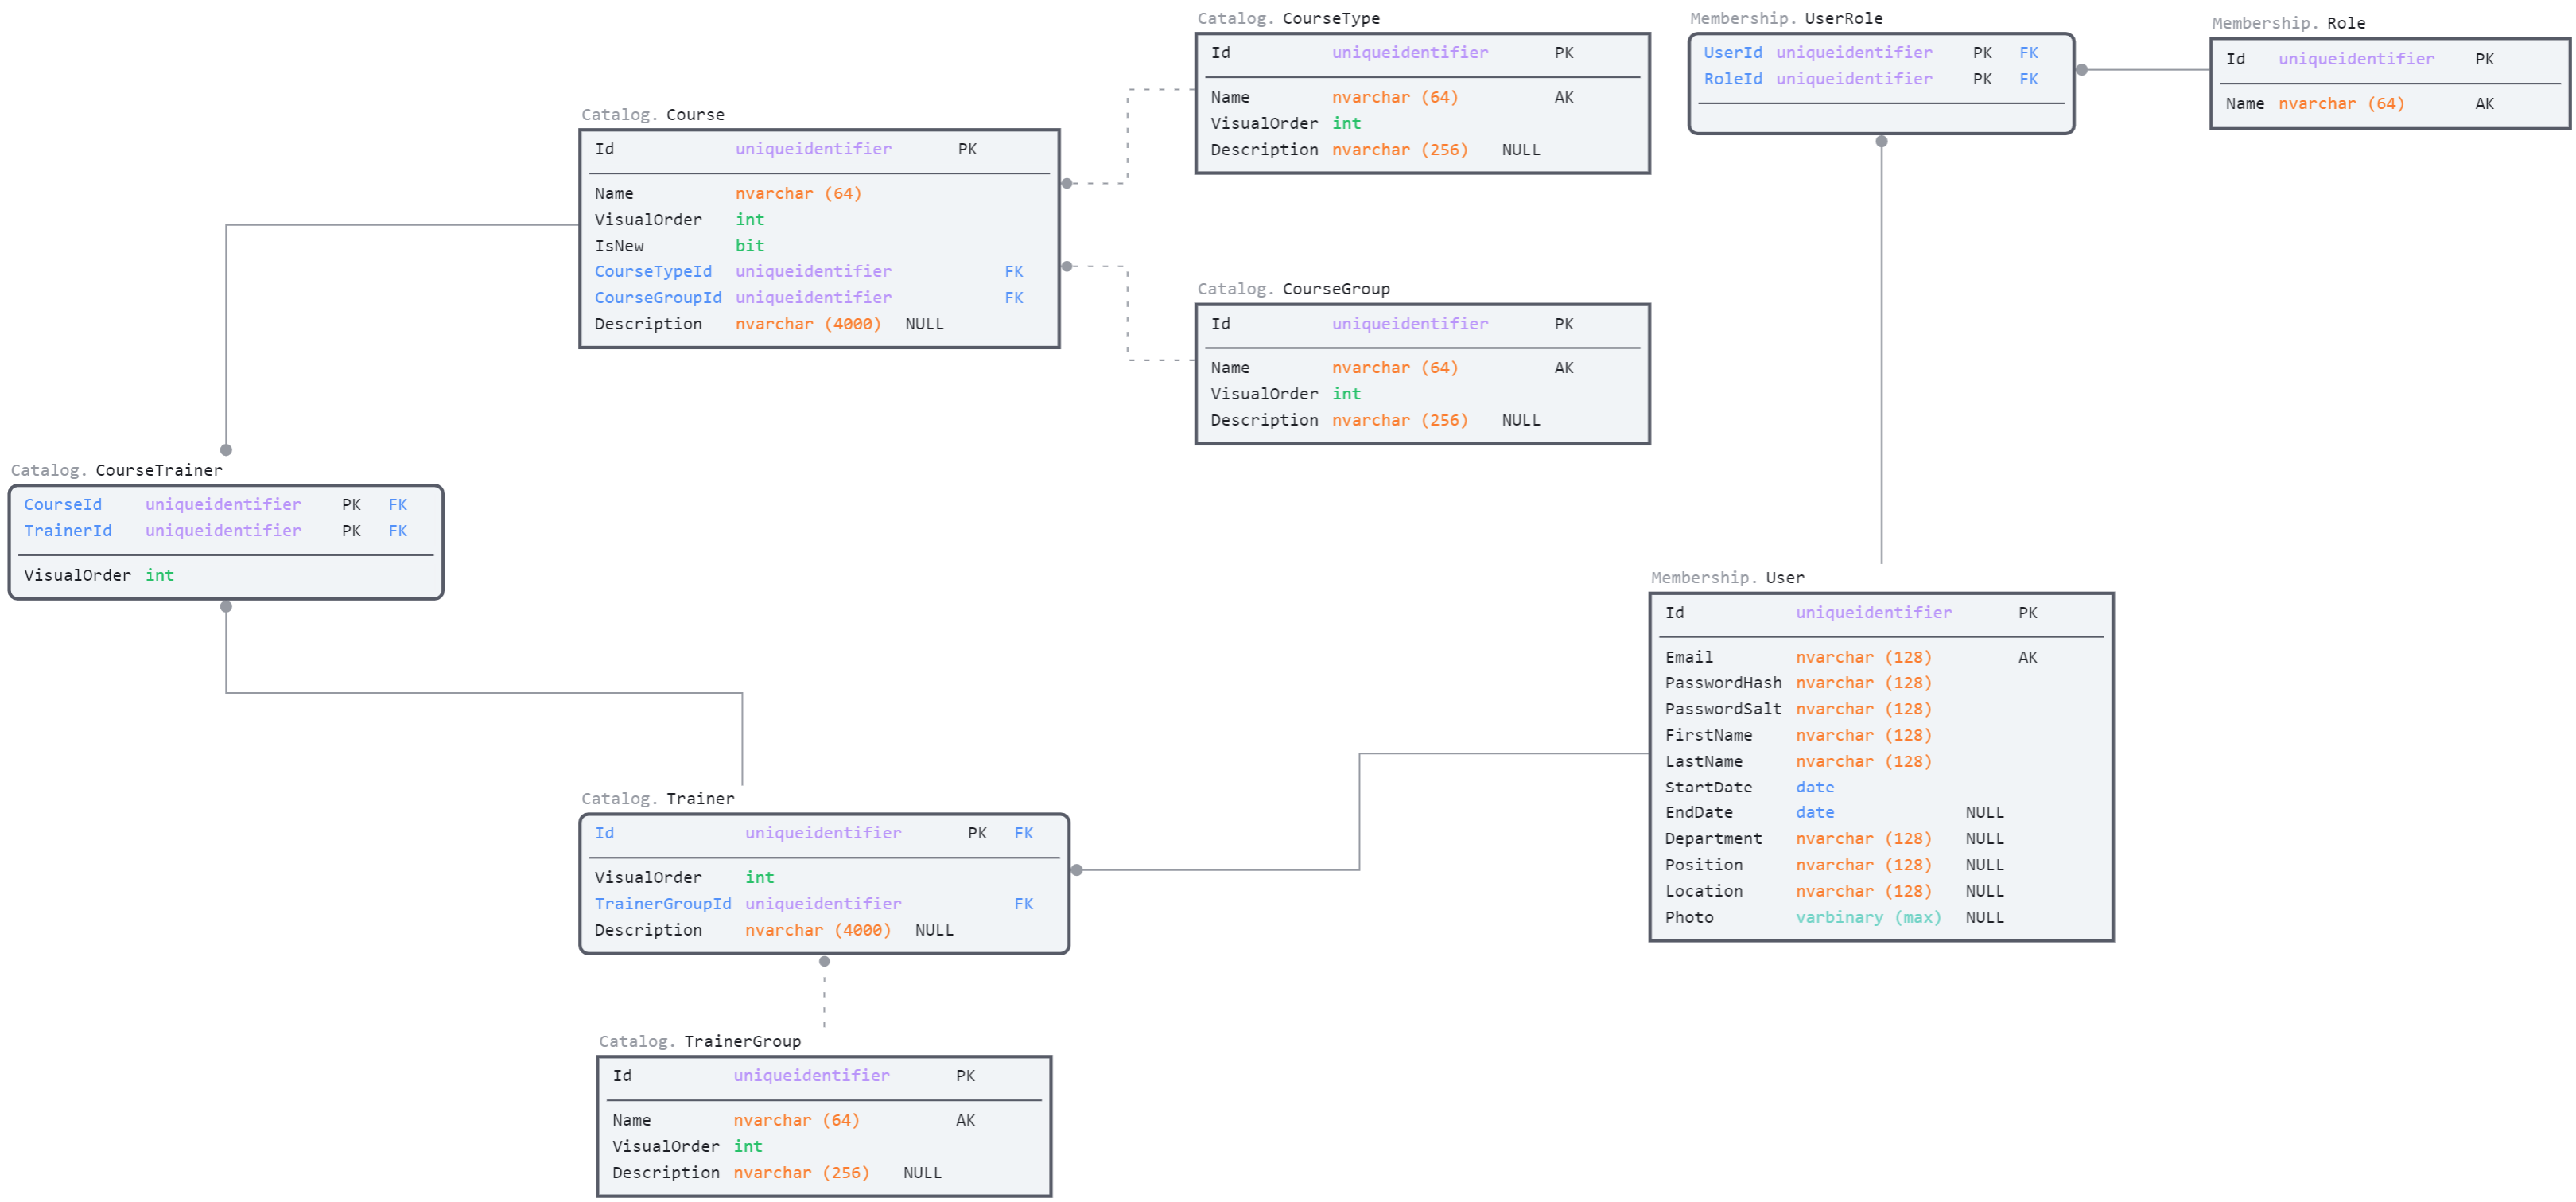 Catalog. CourseType
Id uniqueidentifier PK
Name nvarchar (64) AK
VisualOrder int
Description nvarchar (256) NULL
Membership. UserRole
UserId uniqueidentifier PK FK
RoleId uniqueidentifier PK FK
Membership. Role
Id uniqueidentifier PK
Name nvarchar (64) AK
Catalog. Course
Id uniqueidentifier PK
Name nvarchar (64)
VisualOrder int
IsNew bit
CourseTypeId uniqueidentifier FK
CourseGroupId uniqueidentifier FK
Description nvarchar (4000) NULL
Catalog. CourseGroup
Id uniqueidentifier PK
Name nvarchar (64) AK
VisualOrder int
Description nvarchar (256) NULL
Catalog. CourseTrainer
CourseId uniqueidentifier PK FK
TrainerId uniqueidentifier PK FK
VisualOrder int
Membership. User
Id uniqueidentifier PK
Email nvarchar (128) AK
PasswordHash nvarchar (128)
PasswordSalt nvarchar (128)
FirstName nvarchar (128)
LastName nvarchar (128)
StartDate date
EndDate date NULL
Department nvarchar (128) NULL
Position nvarchar (128) NULL
Location nvarchar (128) NULL
Photo varbinary (max) NULL
Catalog. Trainer
Id uniqueidentifier PK FK
VisualOrder int
TrainerGroupId uniqueidentifier FK
Description nvarchar (4000) NULL
Catalog. TrainerGroup
Id uniqueidentifier PK
Name nvarchar (64) AK
VisualOrder int
Description nvarchar (256) NULL